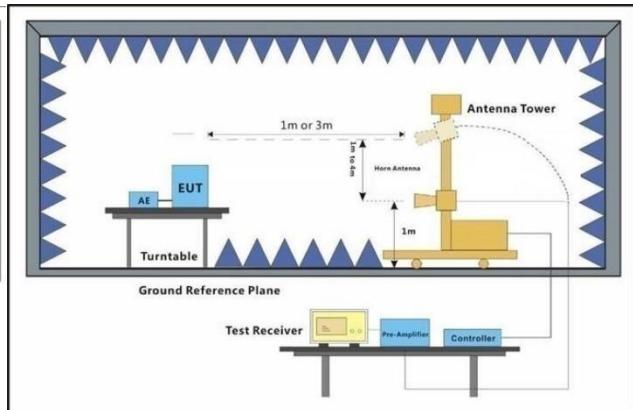 Antenna Tower
1m or 3m
1m to 4m
Horn Antenna
EUT
AE
1m
Turntable
Ground Reference Plane
Test Receiver
Pre-Amplifier
Controller